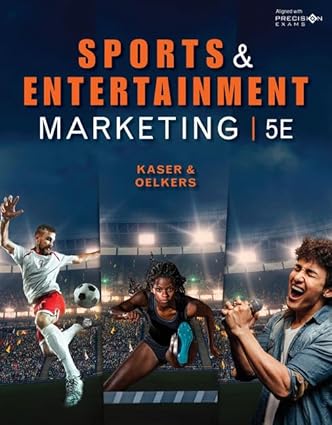 Aligned with
PRECISION
EXAMS
SPORTS &
ENTERTAINMENT
MARKETING | 5E
KASER &
OELKERS